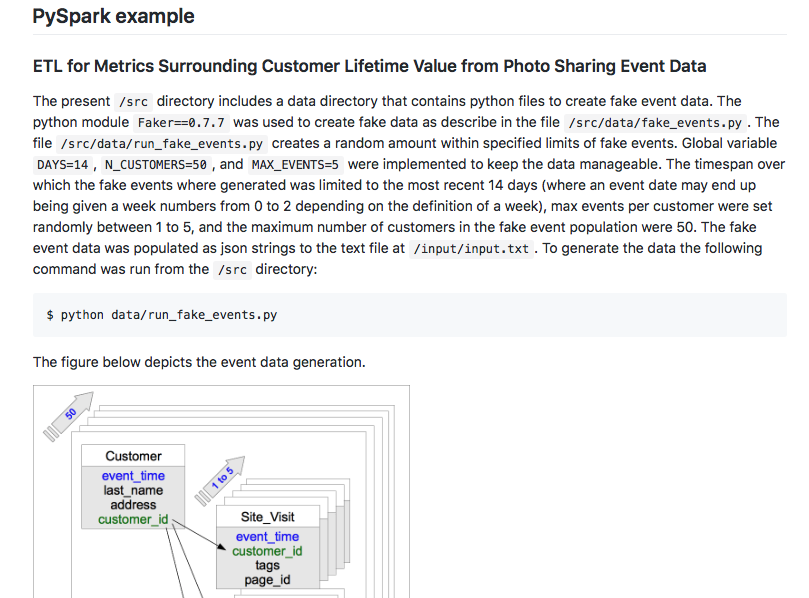 PySpark example
ETL for Metrics Surrounding Customer Lifetime Value from Photo Sharing Event Data
The present /src directory includes a data directory that contains python files to create fake event data. The
python module Faker==0.7.7 was used to create fake data as describe in the file /src/data/fake_events.py . The
file /src/data/run_fake_events.py creates a random amount within specified limits of fake events. Global variable
DAYS=14 , N_CUSTOMERS=50 , and MAX_EVENTS=5 were implemented to keep the data manageable. The timespan over
which the fake events where generated was limited to the most recent 14 days (where an event date may end up
being given a week numbers from 0 to 2 depending on the definition of a week), max events per customer were set
randomly between 1 to 5, and the maximum number of customers in the fake event population were 50. The fake
event data was populated as json strings to the text file at /input/input.txt . To generate the data the following
command was run from the /src directory:
$ python data/run_fake_events.py
The figure below depicts the event data generation.
50
Customer
event_time
last_name
address
customer_id
1 to 5
Site_Visit
event_time
customer_id
tags
page_id